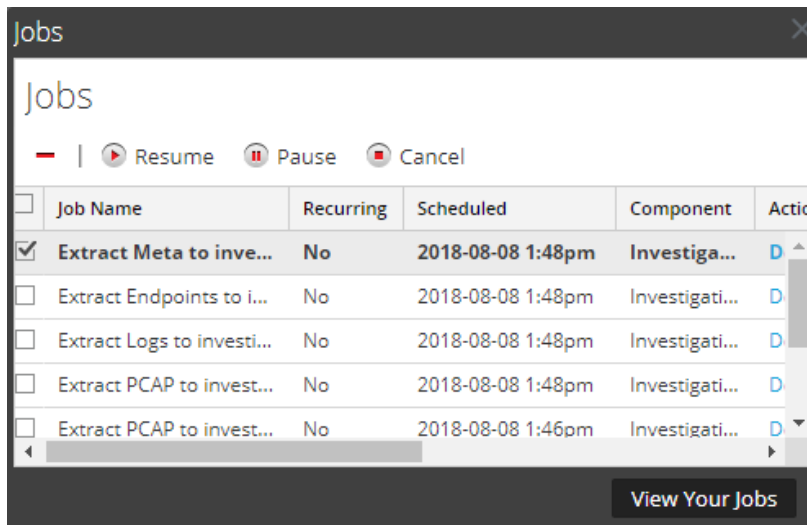 Jobs
Jobs
Resume Pause Cancel
Job Name Recurring Scheduled Component Actio
Extract Meta to inve... No 2018-08-08 1:48pm Investiga... D
Extract Endpoints to i... No 2018-08-08 1:48pm Investigati... D
Extract Logs to investi... No 2018-08-08 1:48pm Investigati... D
Extract PCAP to invest... No 2018-08-08 1:48pm Investigati... D
Extract PCAP to invest... No 2018-08-08 1:46pm Investigati... D
View Your Jobs